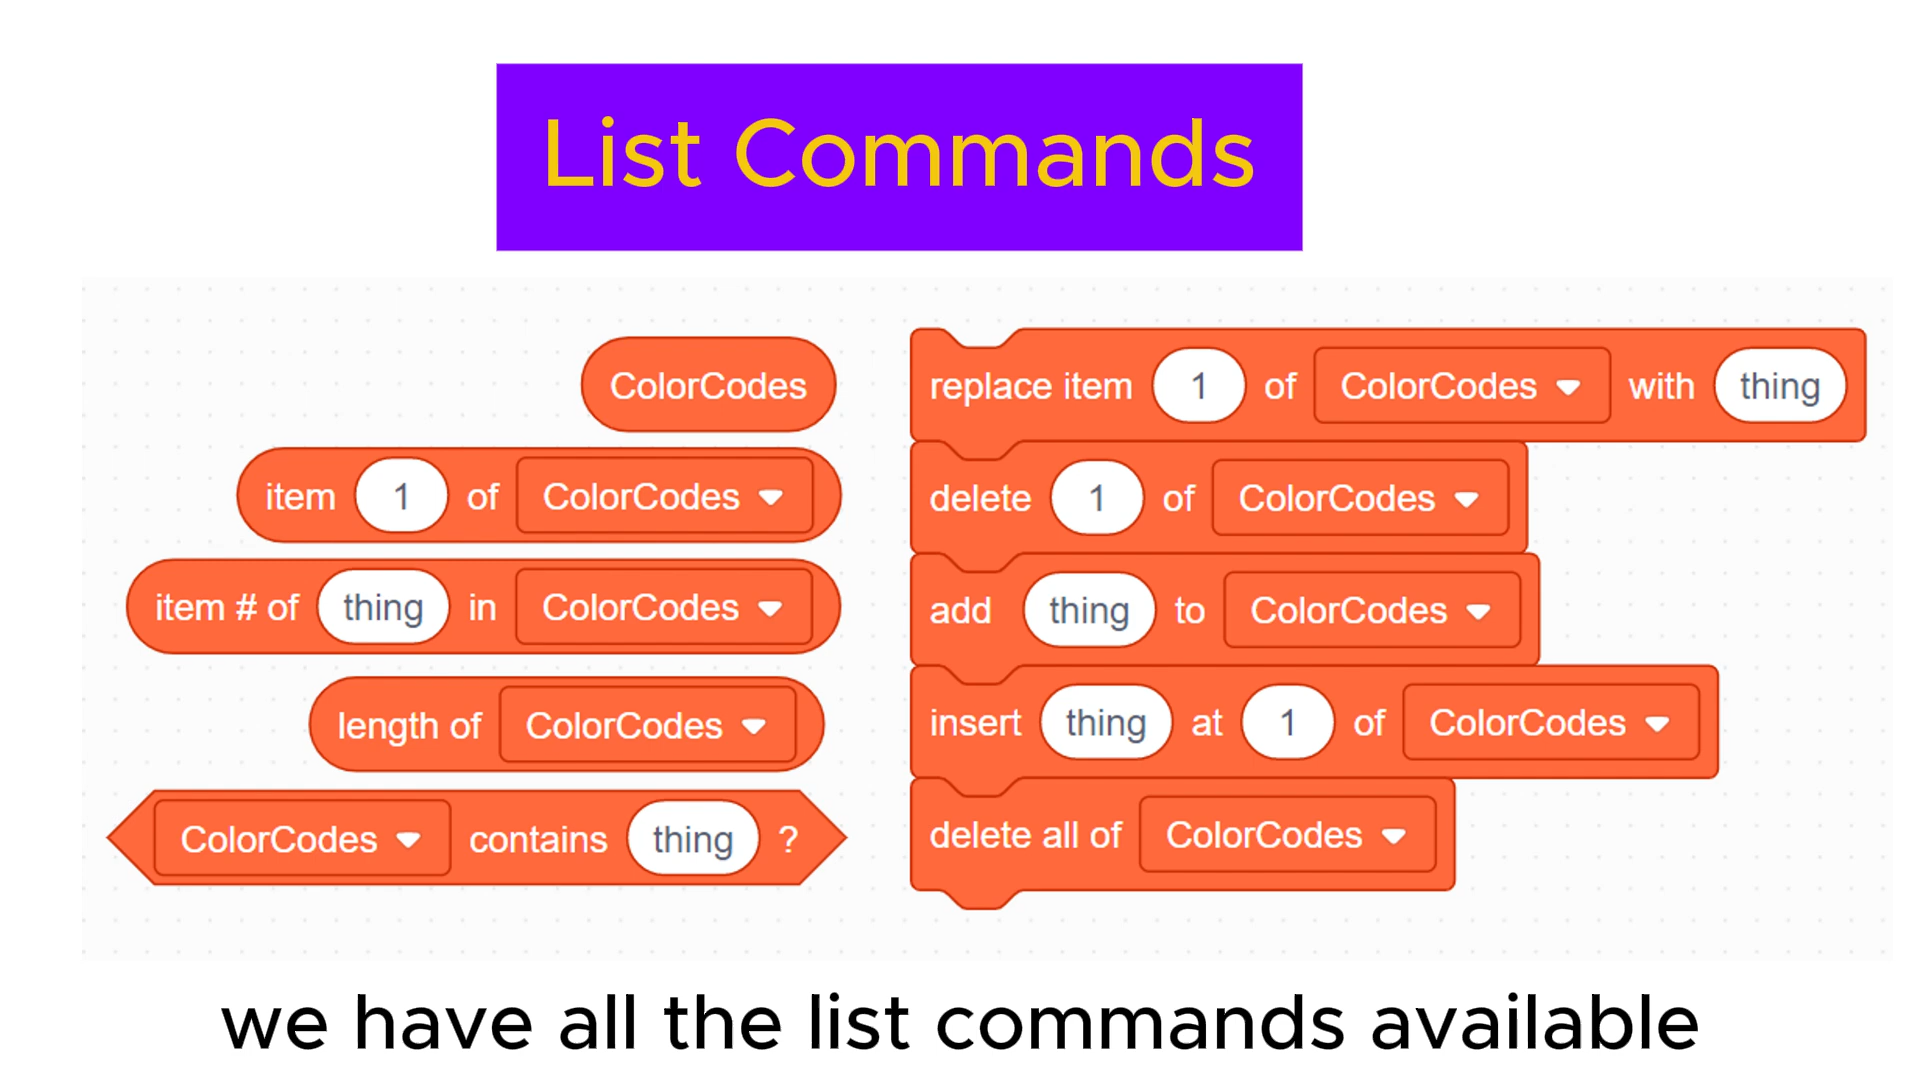 List Commands
ColorCodes
item 1 of ColorCodes
item # of thing in ColorCodes
length of ColorCodes
ColorCodes contains thing ?
replace item 1 of ColorCodes with thing
delete 1 of ColorCodes
add thing to ColorCodes
insert thing at 1 of ColorCodes
delete all of ColorCodes
we have all the list commands available